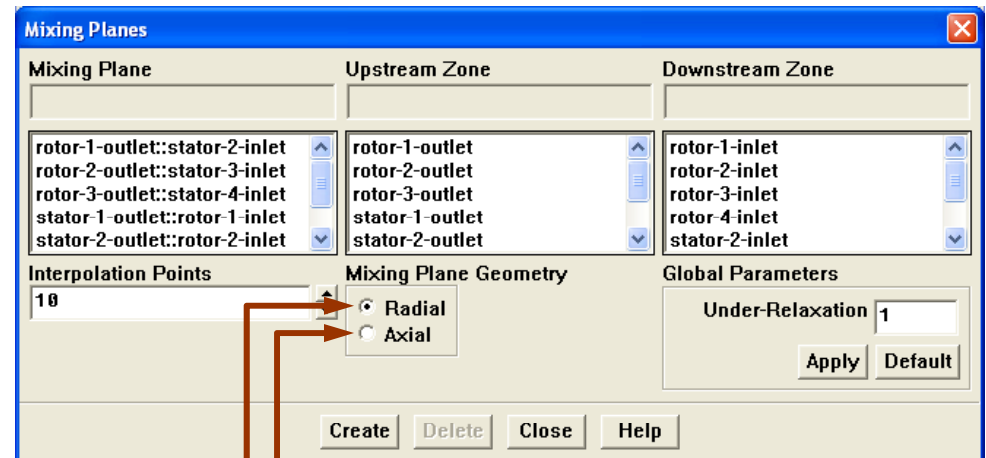 Mixing Planes
Mixing Plane
Upstream Zone
Downstream Zone
rotor-1-outlet::stator-2-inlet
rotor-2-outlet::stator-3-inlet
rotor-3-outlet::stator-4-inlet
stator-1-outlet::rotor-1-inlet
stator-2-outlet::rotor-2-inlet
rotor-1-outlet
rotor-2-outlet
rotor-3-outlet
stator-1-outlet
stator-2-outlet
rotor-1-inlet
rotor-2-inlet
rotor-3-inlet
rotor-4-inlet
stator-2-inlet
Interpolation Points
10
Mixing Plane Geometry
Radial
Axial
Global Parameters
Under-Relaxation 1
Apply Default
Create Delete Close Help